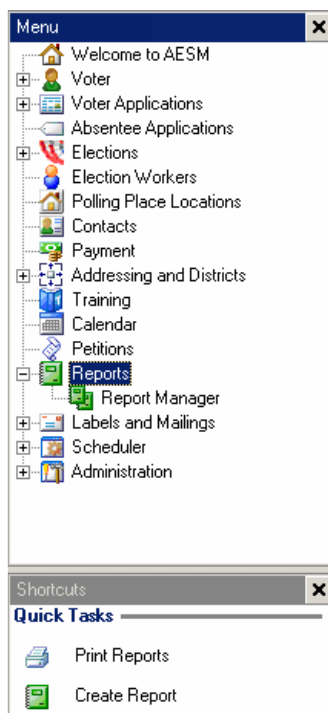 Menu
Welcome to AESM
Voter
Voter Applications
Absentee Applications
Elections
Election Workers
Polling Place Locations
Contacts
Payment
Addressing and Districts
Training
Calendar
Petitions
Reports
Report Manager
Labels and Mailings
Scheduler
Administration
Shortcuts
Quick Tasks
Print Reports
Create Report